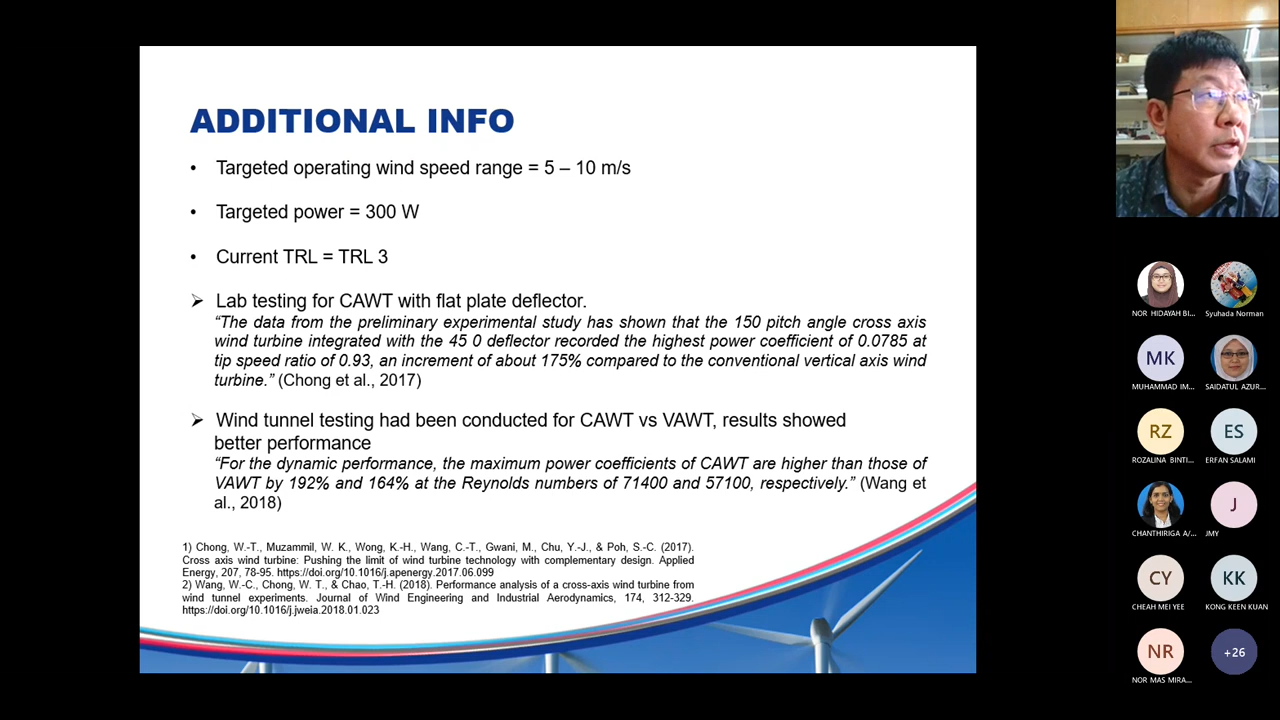 ADDITIONAL INFO
• Targeted operating wind speed range = 5 – 10 m/s
• Targeted power = 300 W
• Current TRL = TRL 3
➢ Lab testing for CAWT with flat plate deflector.
“The data from the preliminary experimental study has shown that the 150 pitch angle cross axis
wind turbine integrated with the 45 0 deflector recorded the highest power coefficient of 0.0785 at
tip speed ratio of 0.93, an increment of about 175% compared to the conventional vertical axis wind
turbine.” (Chong et al., 2017)
➢ Wind tunnel testing had been conducted for CAWT vs VAWT, results showed
better performance
“For the dynamic performance, the maximum power coefficients of CAWT are higher than those of
VAWT by 192% and 164% at the Reynolds numbers of 71400 and 57100, respectively.” (Wang et
al., 2018)
1) Chong, W.-T., Muzammil, W. K., Wong, K.-H., Wang, C.-T., Gwani, M., Chu, Y.-J., & Poh, S.-C. (2017).
Cross axis wind turbine: Pushing the limit of wind turbine technology with complementary design. Applied
Energy, 207, 78-95. https://doi.org/10.1016/j.apenergy.2017.06.099
2) Wang, W.-C., Chong, W. T., & Chao, T.-H. (2018). Performance analysis of a cross-axis wind turbine from
wind tunnel experiments. Journal of Wind Engineering and Industrial Aerodynamics, 174, 312-329.
https://doi.org/10.1016/j.jweia.2018.01.023
NOR HIDAYAH BI...
Syuhada Norman
MK
MUHAMMAD IM...
SAIDATUL AZUR...
RZ
ROZALINA BINTI...
ES
ERFAN SALAMI
CHANTHIRIGA A/...
J
JMY
CY
CHEAH MEI YEE
KK
KONG KEEN KUAN
NR
NOR MAS MIRA...
+26